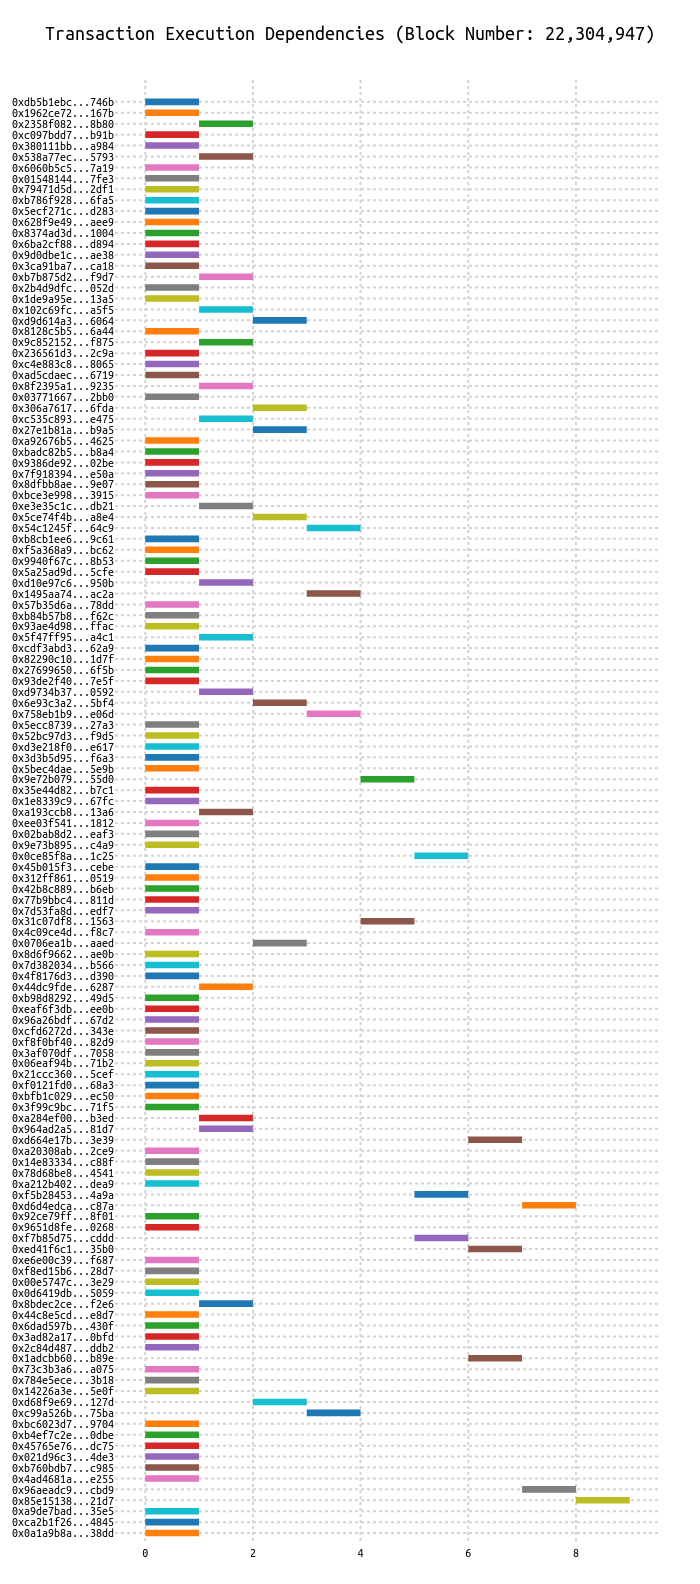 Transaction Execution Dependencies (Block Number: 22,304,947)
0xdb5b1ebc...746b
0x1962ce72...167b
0x2358f082...8b80
0xc097bdd7...b91b
0x380111bb...a984
0x538a77ec...5793
0x6060b5c5...7a19
0x01548144...7fe3
0x79471d5d...2df1
0xb786f928...6fa5
0x5ecf271c...d283
0x628f9e49...aee9
0x8374ad3d...1004
0x6ba2cf88...d894
0x9d0dbe1c...ae38
0x3ca91ba7...ca18
0xb7b875d2...f9d7
0x2b4d9dfc...052d
0x1de9a95e...13a5
0x102c69fc...a5f5
0xd9d614a3...6064
0x8128c5b5...6a44
0x9c852152...f875
0x236561d3...2c9a
0xc4e883c8...8065
0xad5cdaec...6719
0x8f2395a1...9235
0x03771667...2bb0
0x306a7617...6fda
0xc535c893...e475
0x27e1b81a...b9a5
0xa92676b5...4625
0xbadc82b5...b8a4
0x9386de92...02be
0x7f918394...e50a
0x8dfbb8ae...9e07
0xbce3e998...3915
0xe3e35c1c...db21
0x5ce74f4b...a8e4
0x54c1245f...64c9
0xb8cb1ee6...9c61
0xf5a368a9...bc62
0x9940f67c...8b53
0x5a25ad9d...5cfe
0xd10e97c6...950b
0x1495aa74...ac2a
0x57b35d6a...78dd
0xb84b57b8...f62c
0x93ae4d98...ffac
0x5f47ff95...a4c1
0xcdf3abd3...62a9
0x82290c10...1d7f
0x27699650...6f5b
0x93de2f40...7e5f
0xd9734b37...0592
0x6e93c3a2...5bf4
0x758eb1b9...e06d
0x5ecc8739...27a3
0x52bc97d3...f9d5
0xd3e218f0...e617
0x3d3b5d95...f6a3
0x5bec4dae...5e9b
0x9e72b079...55d0
0x35e44d82...b7c1
0x1e8339c9...67fc
0xa193ccb8...13a6
0xee03f541...1812
0x02bab8d2...eaf3
0x9e73b895...c4a9
0x0ce85f8a...1c25
0x45b015f3...cebe
0x312ff861...0519
0x42b8c889...b6eb
0x77b9bbc4...811d
0x7d53fa8d...edf7
0x31c07df8...1563
0x4c09ce4d...f8c7
0x0706ea1b...aaed
0x8d6f9662...ae0b
0x7d382034...b566
0x4f8176d3...d390
0x44dc9fde...6287
0xb98d8292...49d5
0xeaf6f3db...ee0b
0x96a26bdf...67d2
0xcfd6272d...343e
0xf8f0bf40...82d9
0x3af070df...7058
0x06eaf94b...71b2
0x21ccc360...5cef
0xf0121fd0...68a3
0xbfb1c029...ec50
0x3f99c9bc...71f5
0xa284ef00...b3ed
0x964ad2a5...81d7
0xd664e17b...3e39
0xa20308ab...2ce9
0x14e83334...c88f
0x78d68be8...4541
0xa212b402...dea9
0xf5b28453...4a9a
0xd6d4edca...c87a
0x92ce79ff...8f01
0x9651d8fe...0268
0xf7b85d75...cddd
0xed41f6c1...35b0
0xe6e00c39...f687
0xf8ed15b6...28d7
0x00e5747c...3e29
0x0d6419db...5059
0x8bdec2ce...f2e6
0x44c8e5cd...e8d7
0x6dad597b...430f
0x3ad82a17...0bfd
0x2c84d487...ddb2
0x1adcbb60...b89e
0x73c3b3a6...a075
0x784e5ece...3b18
0x14226a3e...5e0f
0xd68f9e69...127d
0xc99a526b...75ba
0xbc6023d7...9704
0xb4ef7c2e...0dbe
0x45765e76...dc75
0x021d96c3...4de3
0xb760bdb7...c985
0x4ad4681a...e255
0x96aeadc9...cbd9
0x85e15138...21d7
0xa9de7bad...35e5
0xca2b1f26...4845
0x0a1a9b8a...38dd
0 2 4 6 8